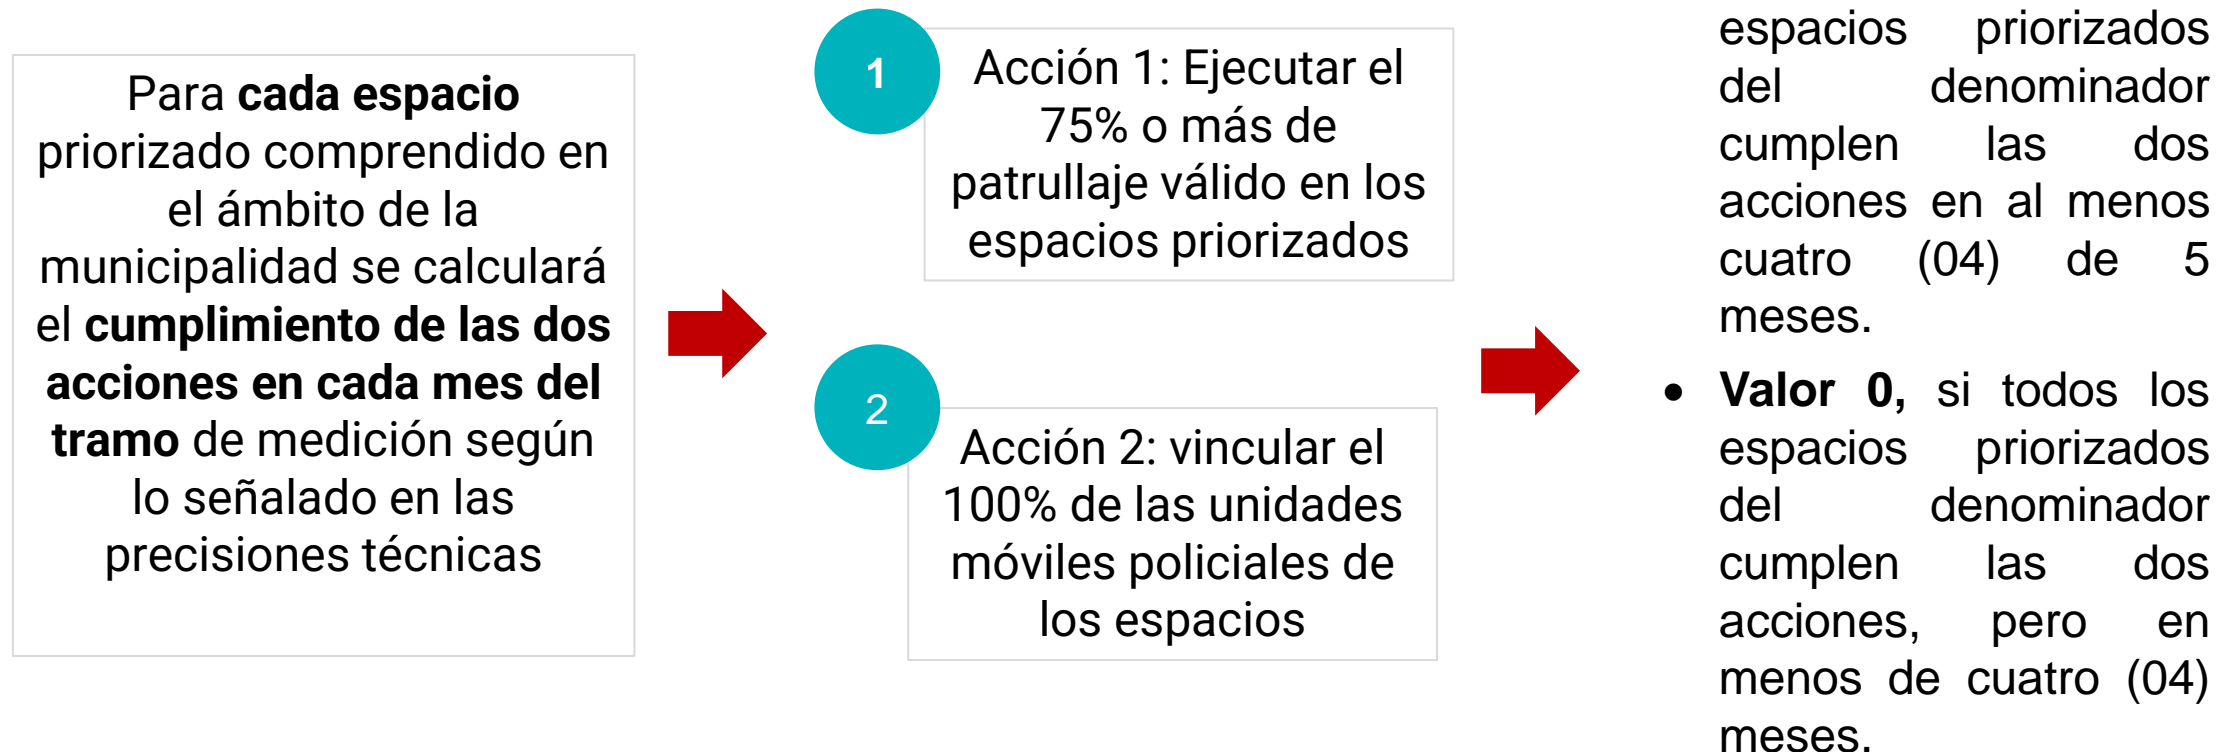 Para cada espacio
priorizado comprendido en
el ámbito de la
municipalidad se calculará
el cumplimiento de las dos
acciones en cada mes del
tramo de medición según
lo señalado en las
precisiones técnicas
1
Acción 1: Ejecutar el
75% o más de
patrullaje válido en los
espacios priorizados
2
Acción 2: vincular el
100% de las unidades
móviles policiales de
los espacios
espacios priorizados
del denominador
cumplen las dos
acciones en al menos
cuatro (04) de 5
meses.
• Valor 0, si todos los
espacios priorizados
del denominador
cumplen las dos
acciones, pero en
menos de cuatro (04)
meses.